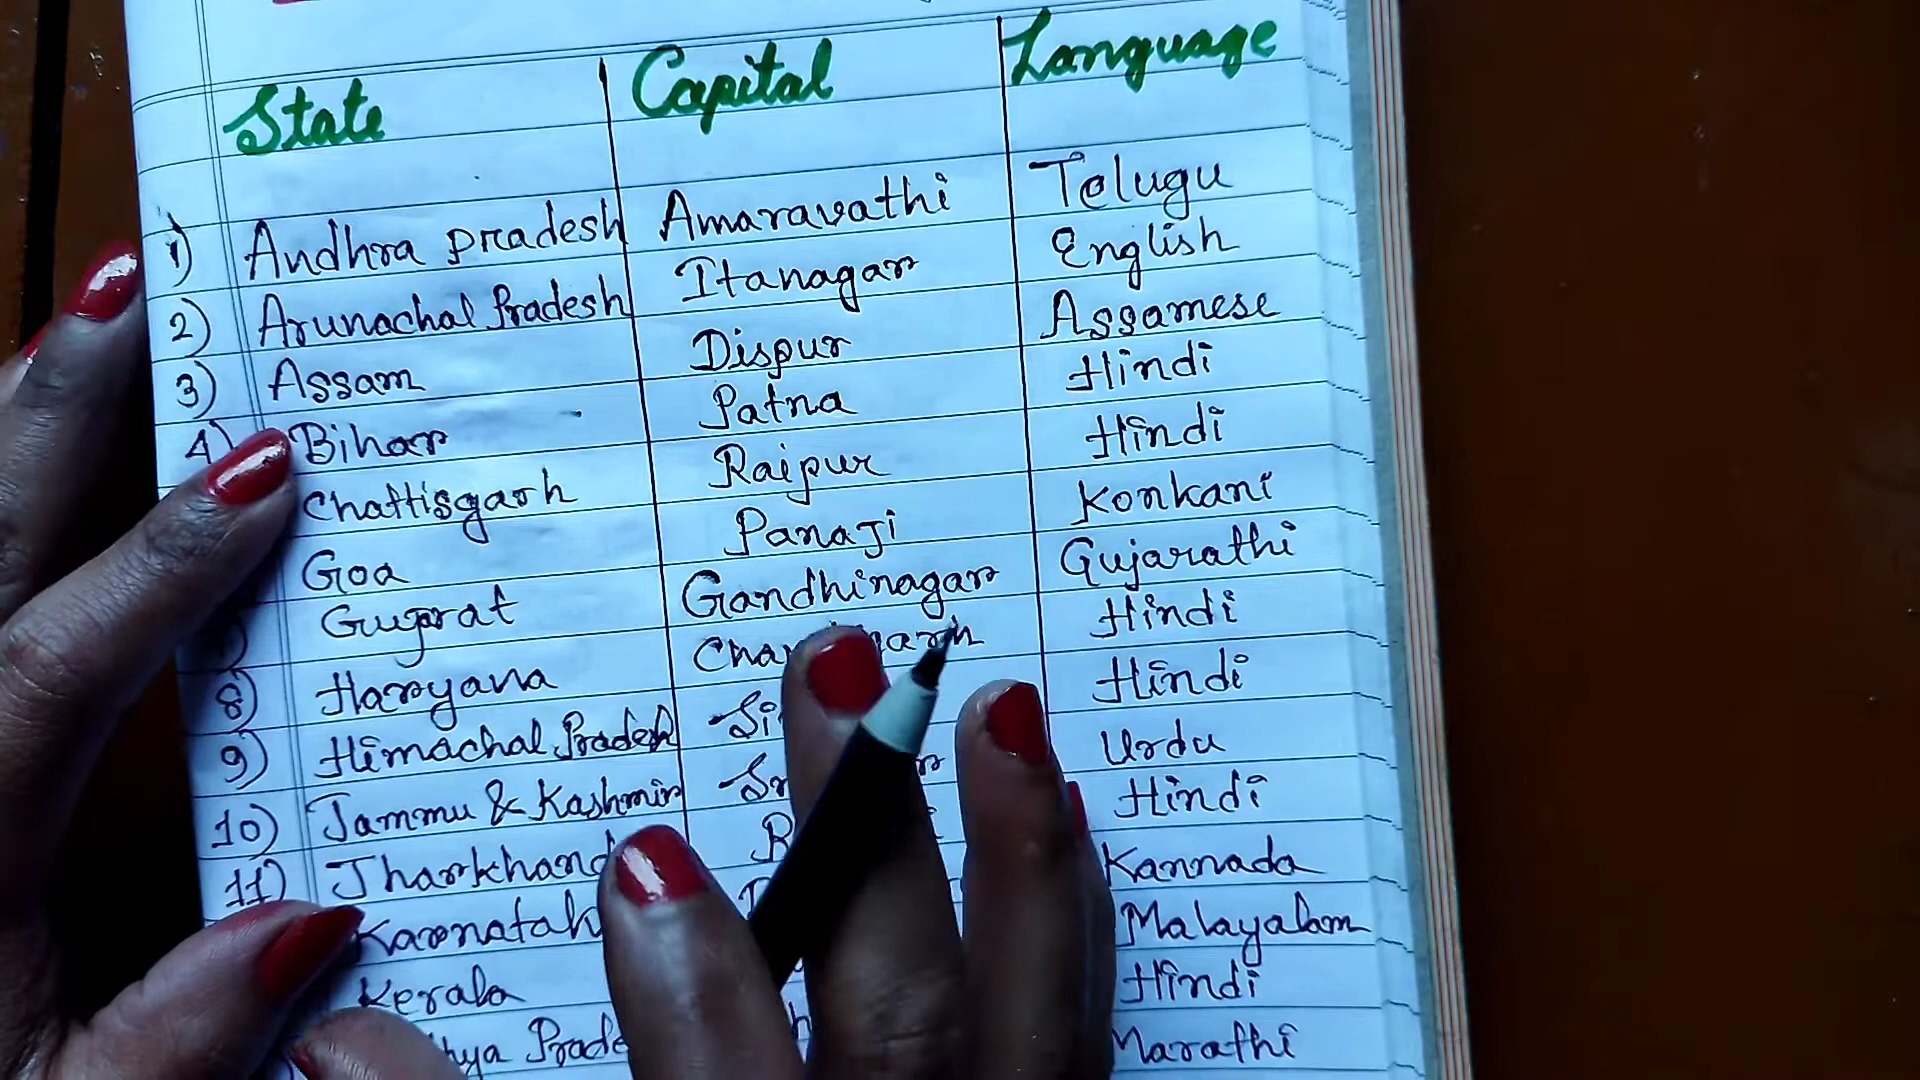 State Capital Language
1) Andhra Pradesh Amaravathi Telugu
2) Arunachal Pradesh Itanagar English
3) Assam Dispur Assamese
4) Bihar Patna Hindi
Chattisgarh Raipur Hindi
Goa Panaji Konkani
Gujarat Gandhinagar Gujarathi
8) Haryana Hindi
9) Himachal Pradesh Hindi
10) Jammu & Kashmir Urdu
11) Jharkhand Hindi
Kannada
Kerala Malayalam
Hindi
Marathi